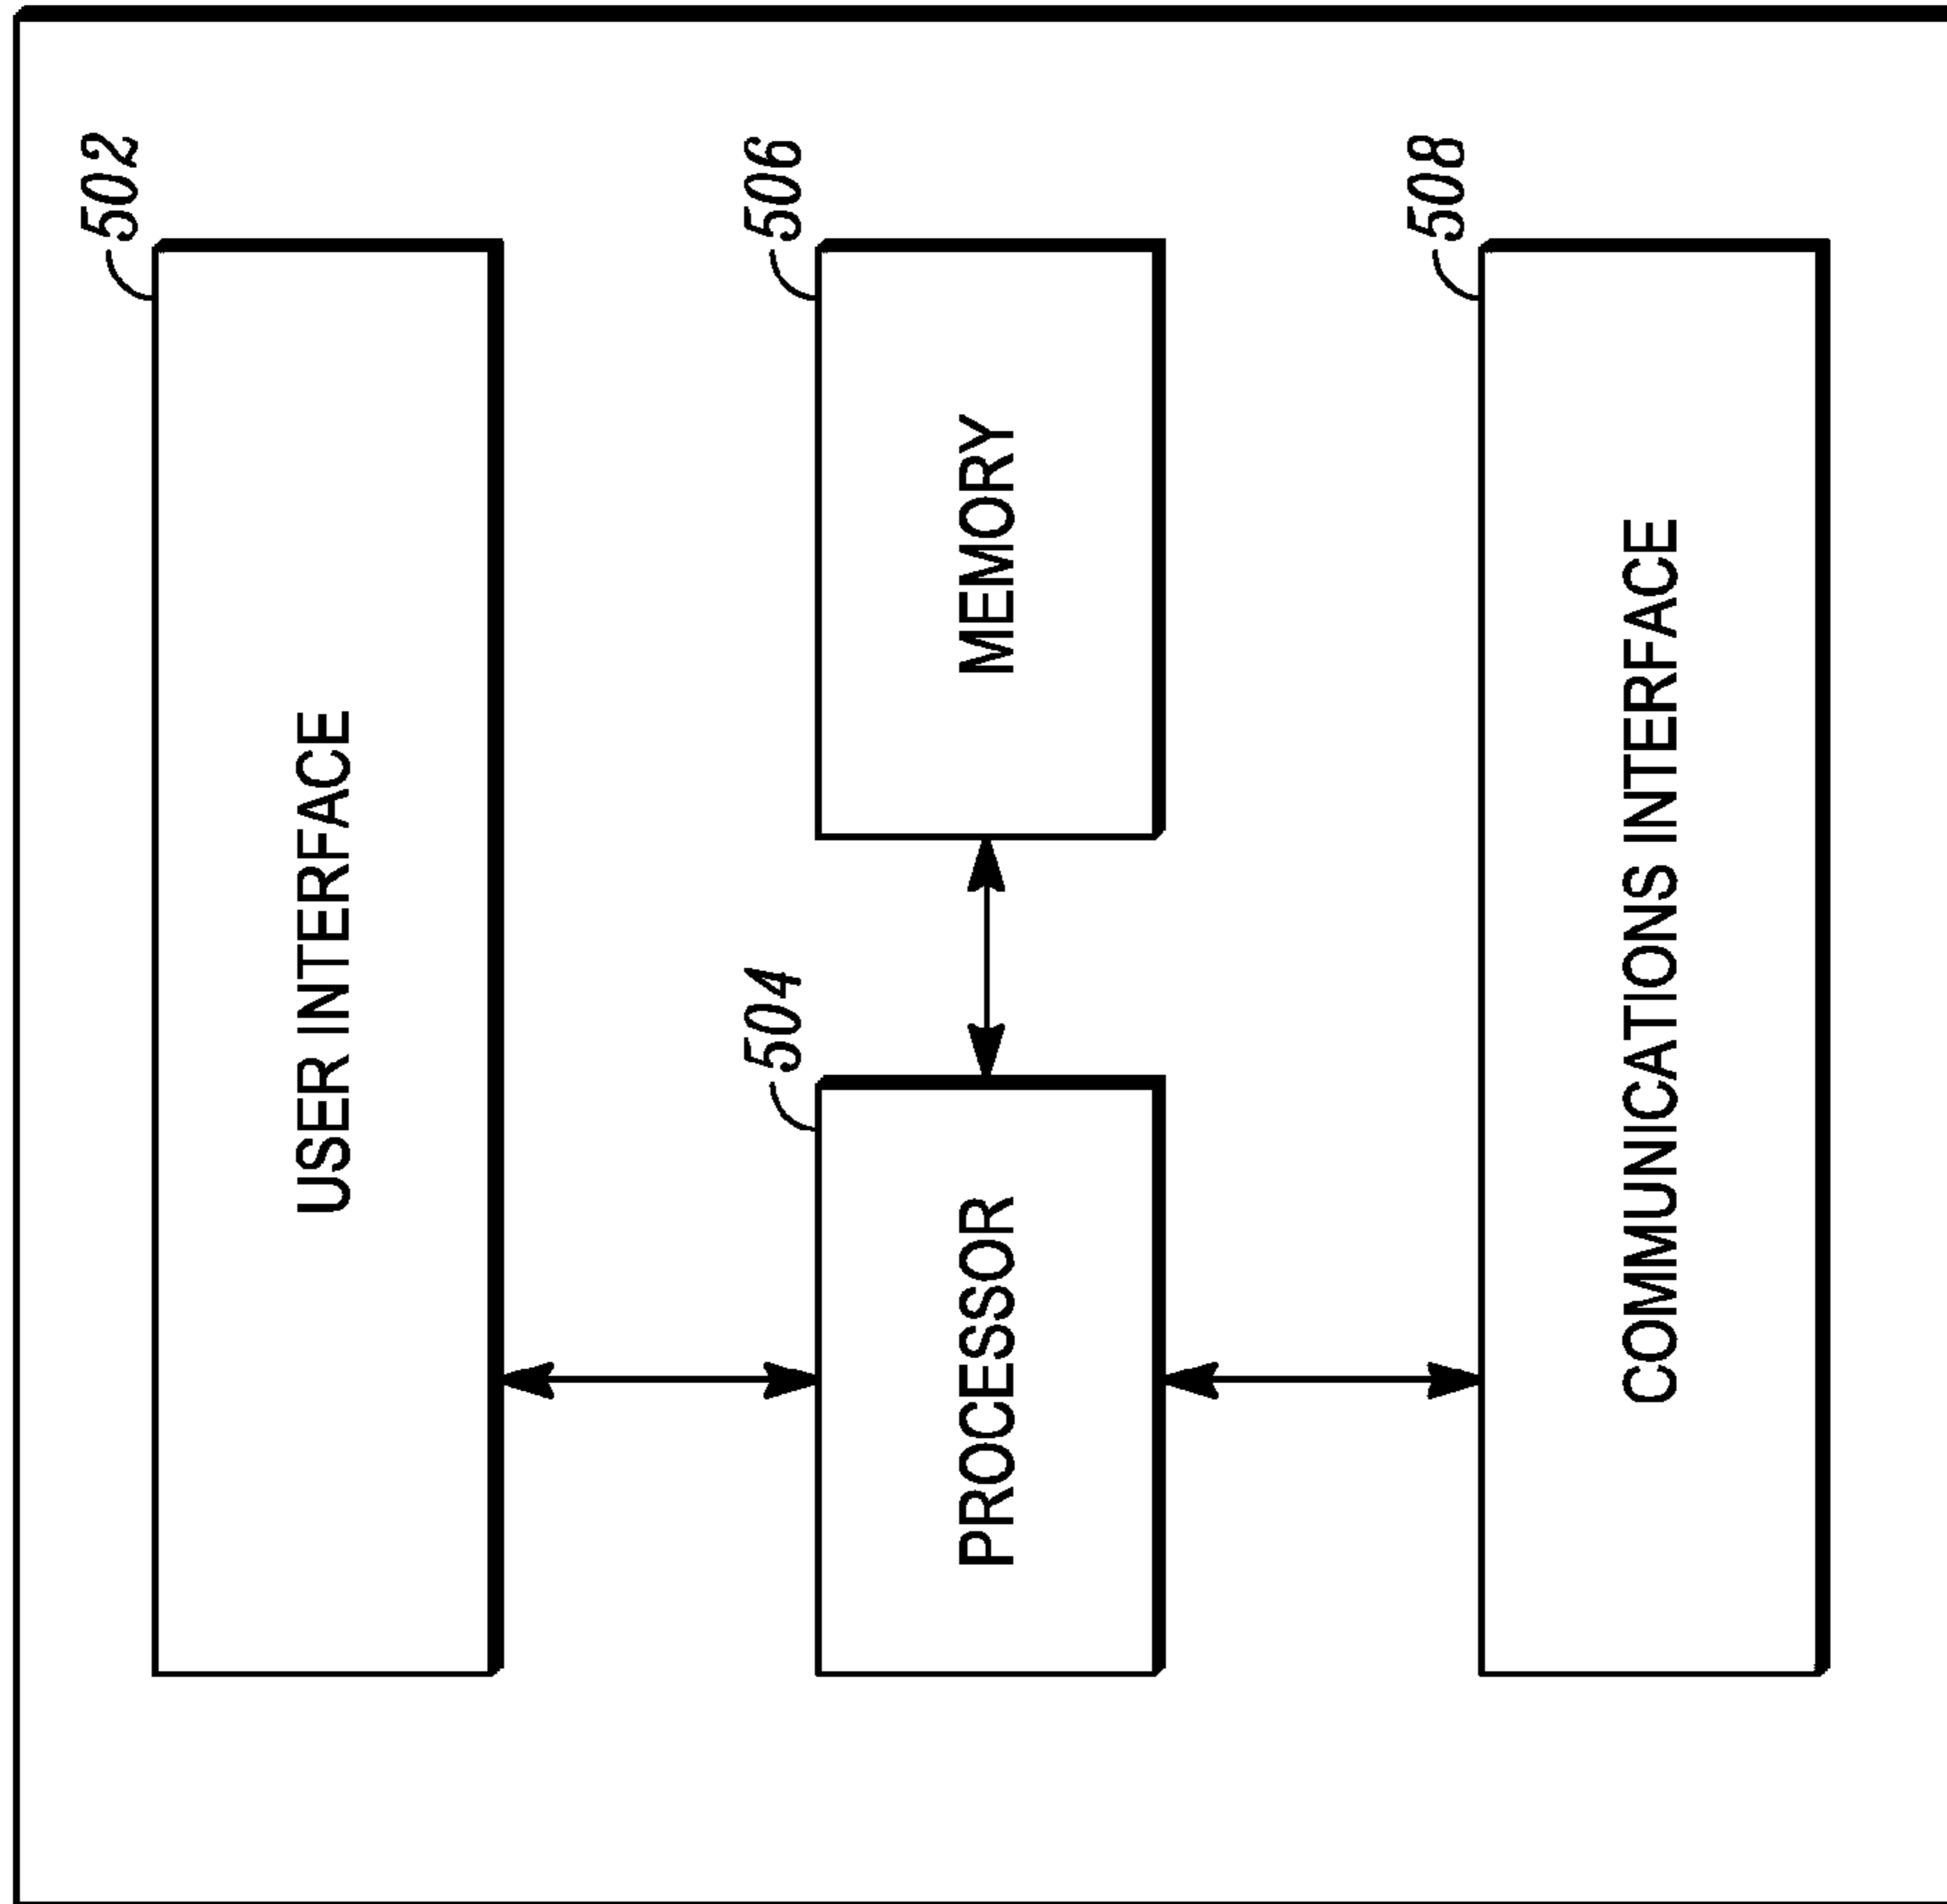 502
USER INTERFACE
504
PROCESSOR
506
MEMORY
508
COMMUNICATIONS INTERFACE